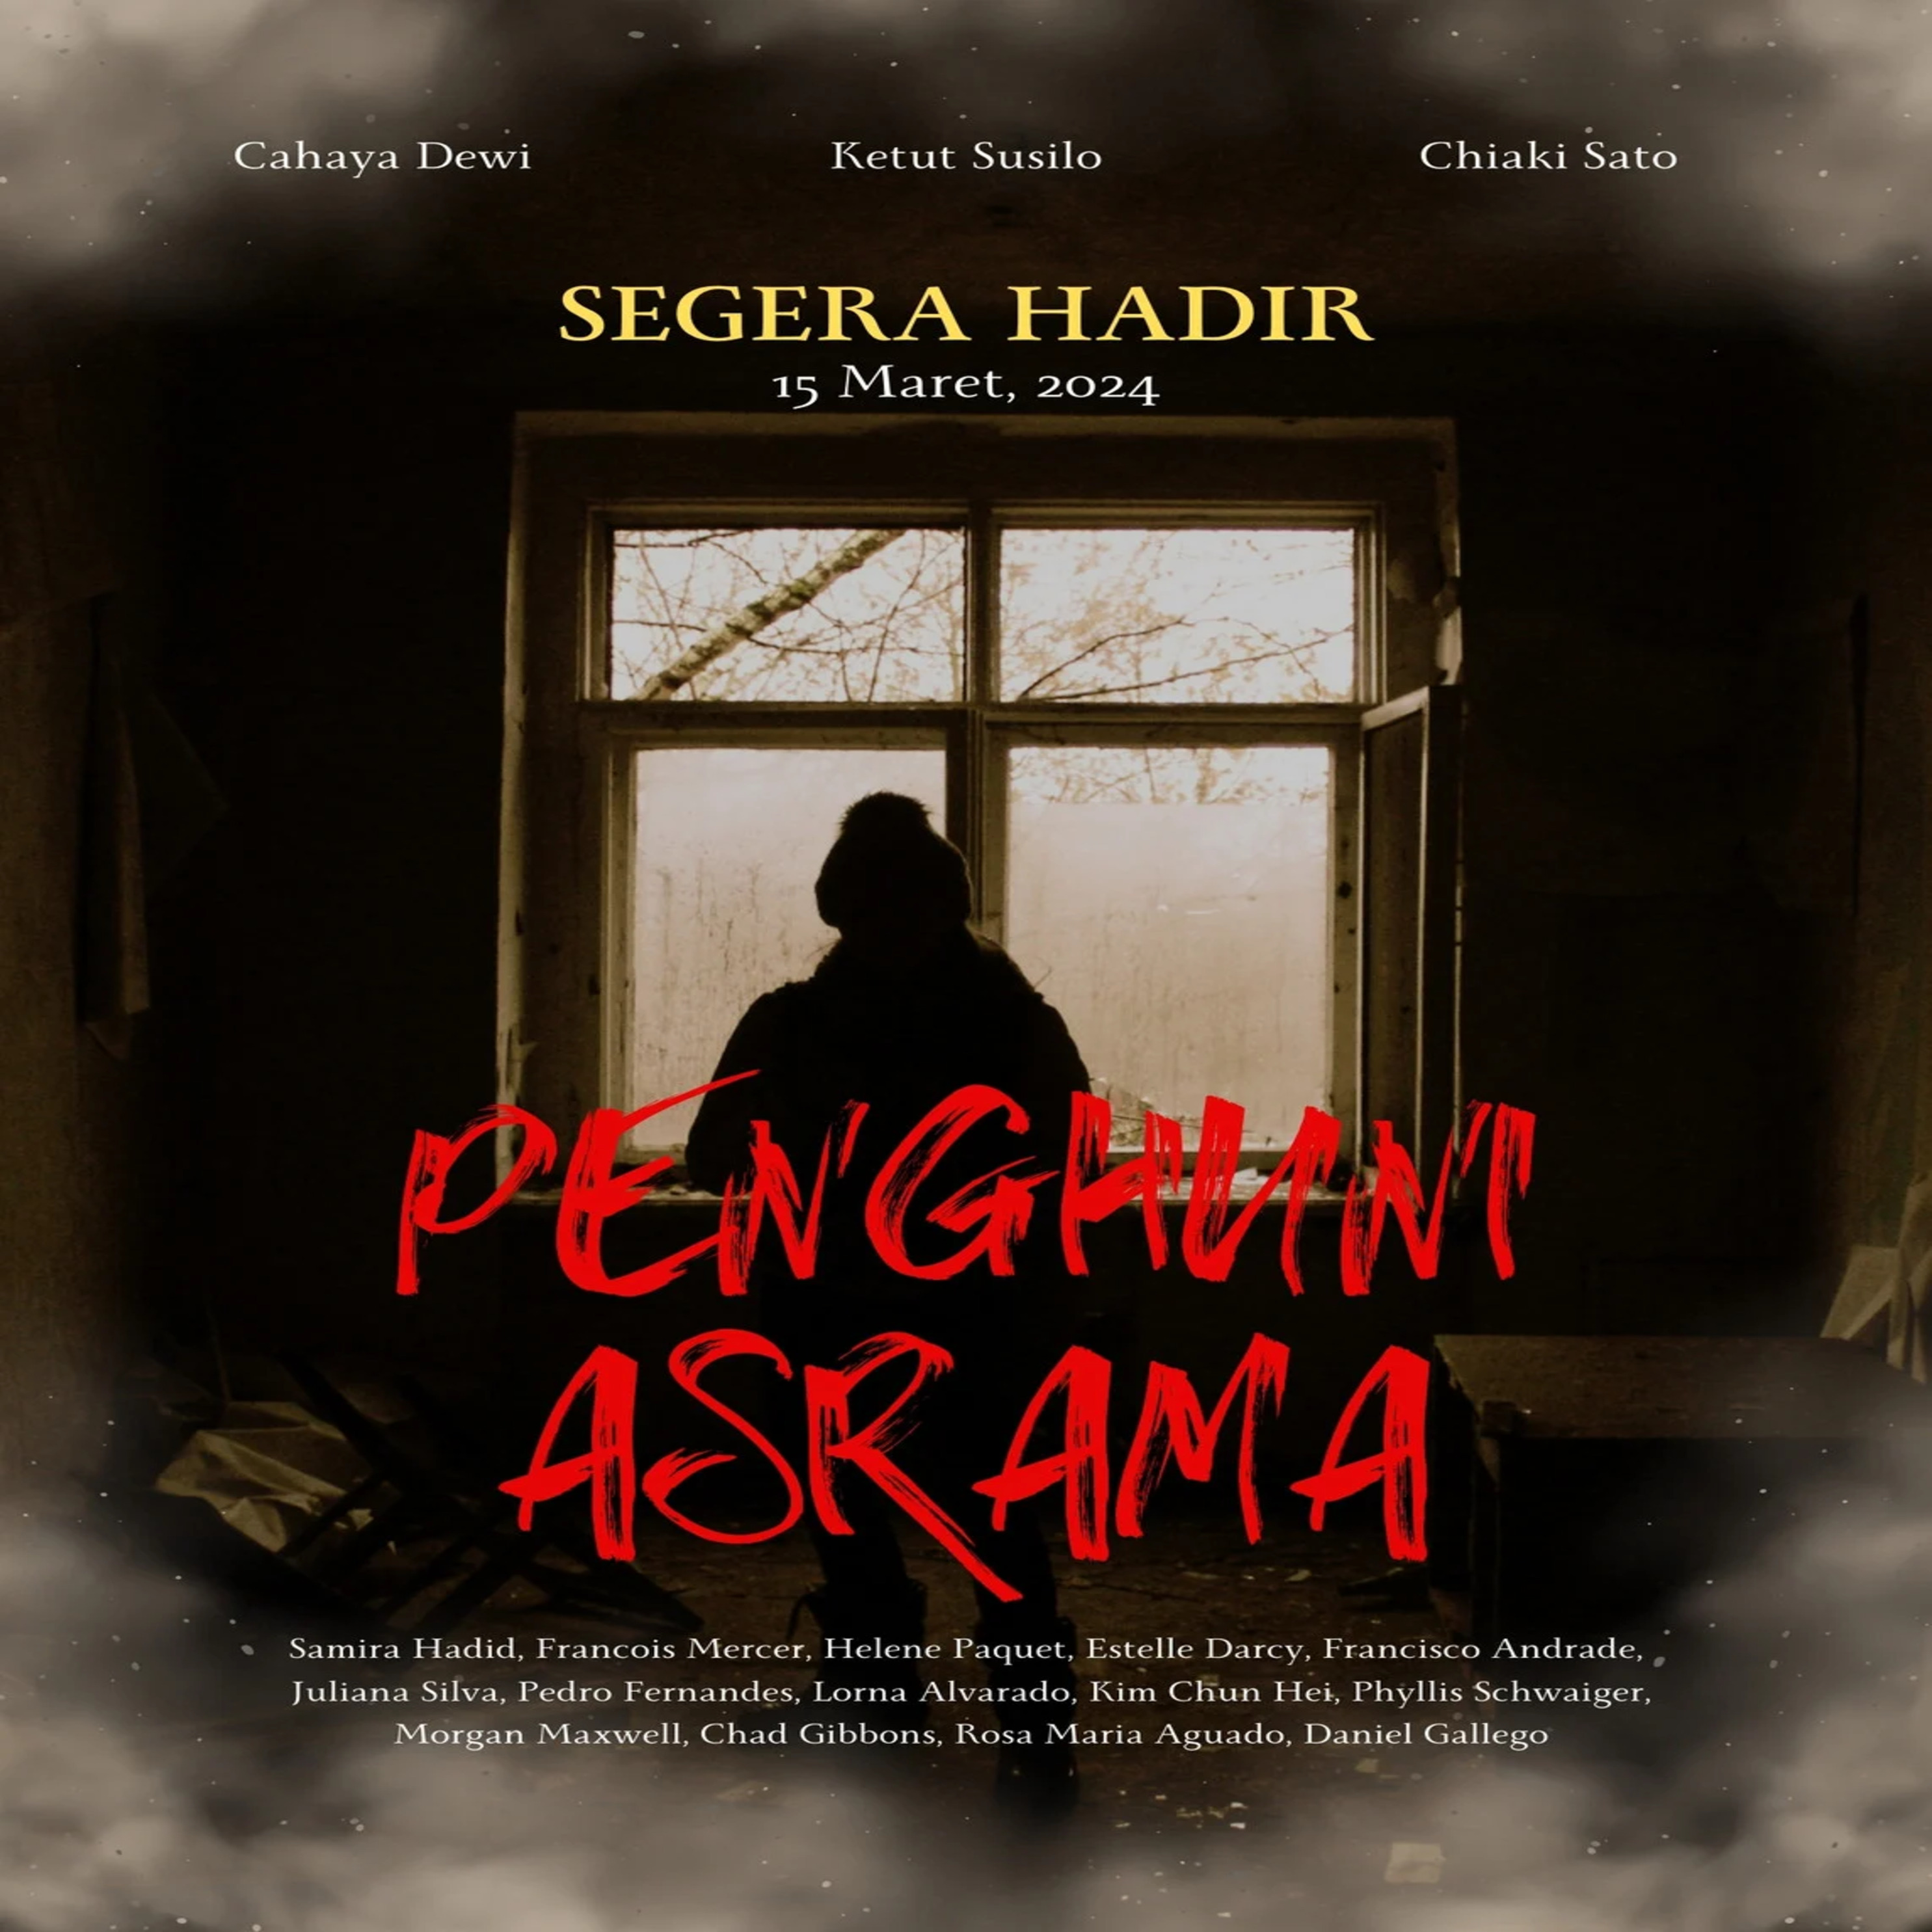 Cahaya Dewi Ketut Susilo Chiaki Sato
SEGERA HADIR
15 Maret, 2024
PENGHUNI
ASRAMA
Samira Hadid, Francois Mercer, Helene Paquet, Estelle Darcy, Francisco Andrade,
Juliana Silva, Pedro Fernandes, Lorna Alvarado, Kim Chun Hei, Phyllis Schwaiger,
Morgan Maxwell, Chad Gibbons, Rosa Maria Aguado, Daniel Gallego